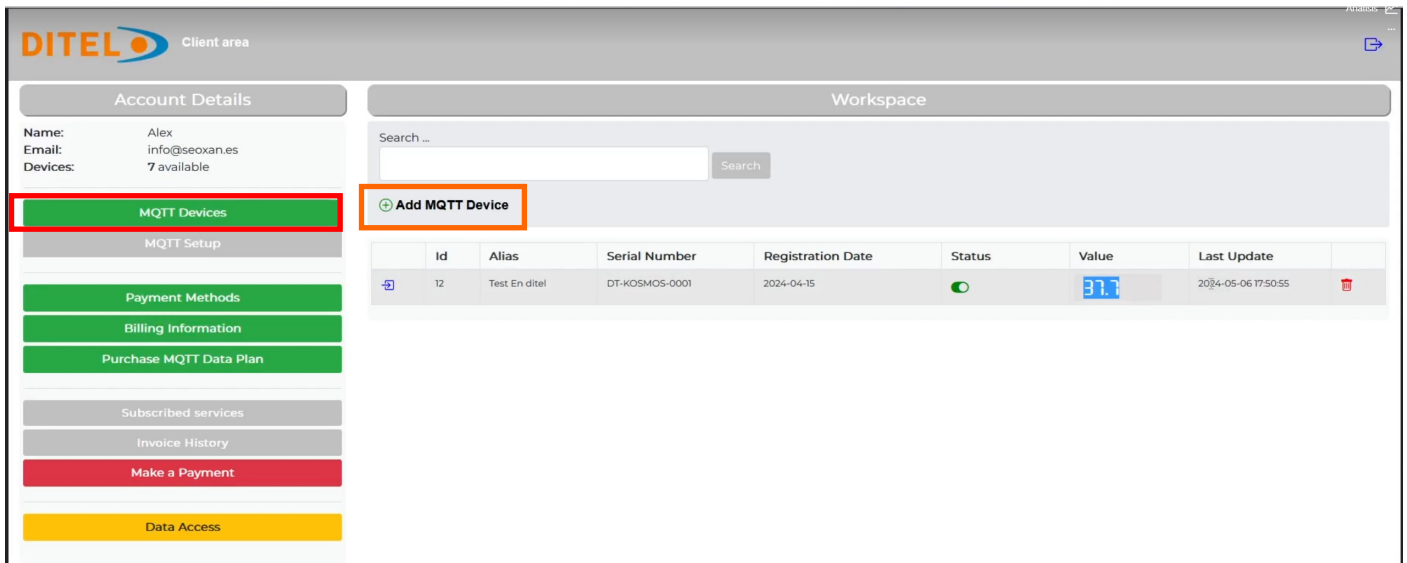 Analisis
DITEL Client area
Account Details
Name: Alex
Email: info@seoxan.es
Devices: 7 available
MQTT Devices
MQTT Setup
Payment Methods
Billing Information
Purchase MQTT Data Plan
Subscribed services
Invoice History
Make a Payment
Data Access
Workspace
Search ...
Search
Add MQTT Device
Id Alias Serial Number Registration Date Status Value Last Update
12 Test En ditel DT-KOSMOS-0001 2024-04-15 37.7 2024-05-06 17:50:55